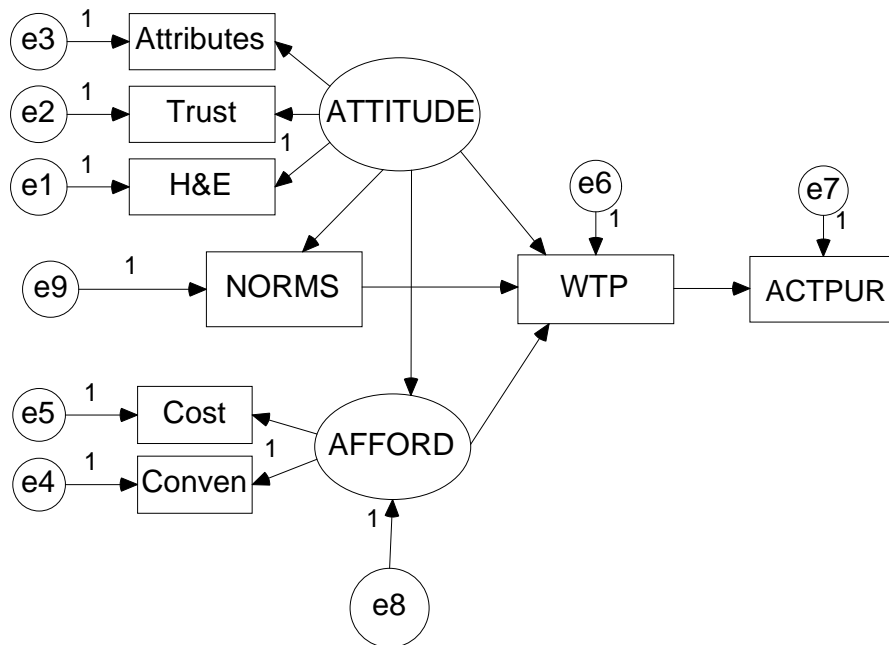 e3 1 Attributes
e2 1 Trust
ATTITUDE
e1 1 H&E 1
e6 1
e7 1
e9 1 NORMS
WTP
ACTPUR
e5 1 Cost
AFFORD
e4 1 Conven 1
1
e8